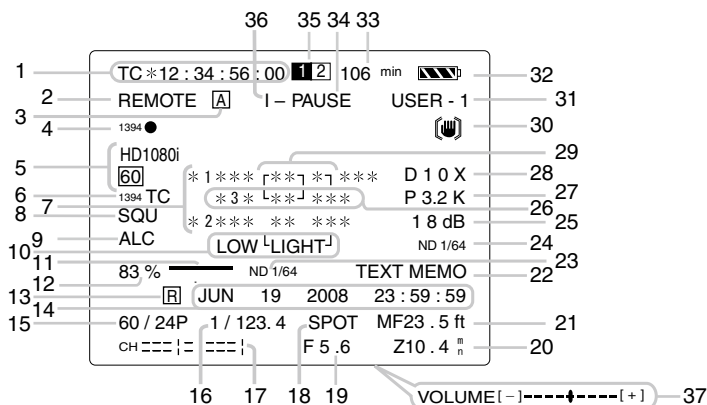 36 35 34 33
1 TC ✳ 12 : 34 : 56 : 00 1 2 106 min 32
2 REMOTE A I – PAUSE USER - 1 31
3
4 1394 ● 30
5 HD1080i 29
60 ✳ 1 ✳✳✳ ✳✳ ✳ ✳✳✳ D 1 0 X 28
6 1394 TC ✳ 3 ✳ ✳✳ ✳✳✳ P 3.2 K 27
7 26
8 SQU ✳ 2 ✳✳✳ ✳✳ ✳✳✳ 1 8 dB 25
9 ALC LOW LIGHT ND 1/64 24
10
11 23
12 83 % ND 1/64 TEXT MEMO 22
13 R JUN 19 2008 23 : 59 : 59
14
15 60 / 24P 1 / 123. 4 SPOT MF23 . 5 ft 21
CH F 5 .6 Z10 . 4 m n 20
16 17 18 19 VOLUME [ – ] [ + ] 37